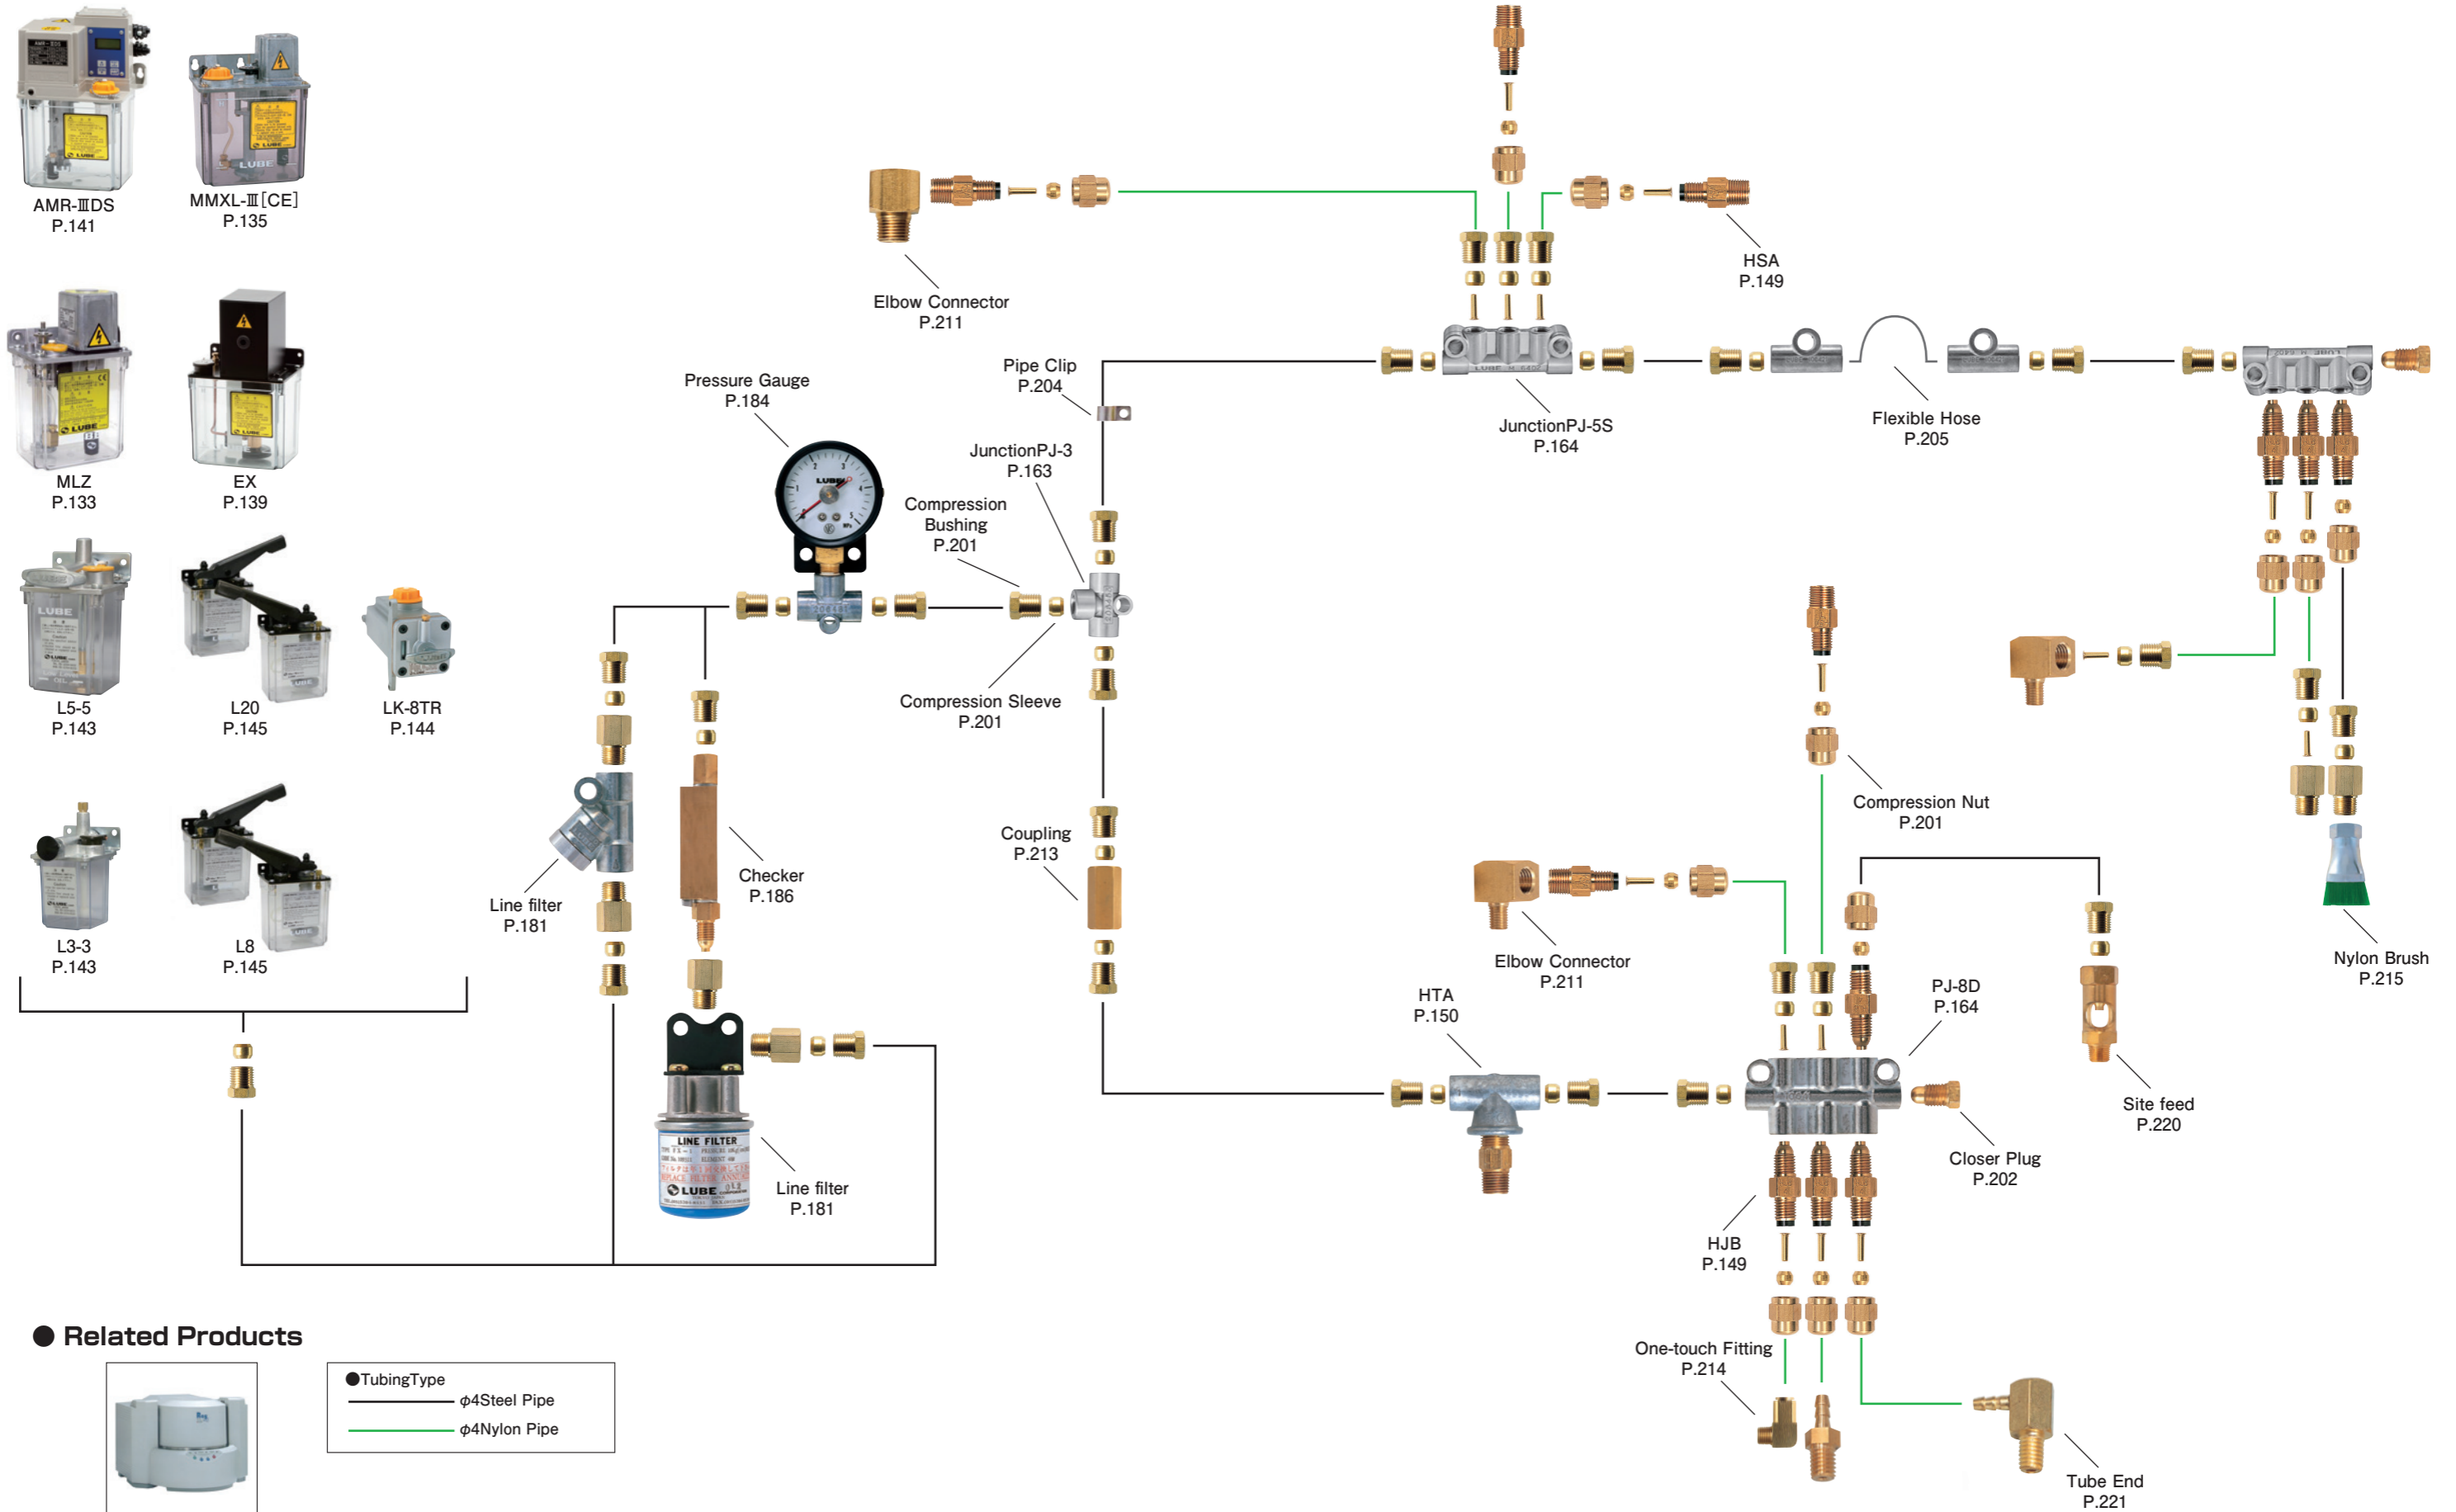 AMR-ⅢDS
P.141
MMXL-Ⅲ[CE]
P.135
MLZ
P.133
EX
P.139
L5-5
P.143
L20
P.145
LK-8TR
P.144
L3-3
P.143
L8
P.145
Line filter
P.181
Checker
P.186
LINE FILTER
LUBE
Line filter
P.181
Pressure Gauge
P.184
LUBE
Compression
Bushing
P.201
JunctionPJ-3
P.163
Pipe Clip
P.204
Compression Sleeve
P.201
Coupling
P.213
Elbow Connector
P.211
HSA
P.149
JunctionPJ-5S
P.164
Flexible Hose
P.205
Compression Nut
P.201
Elbow Connector
P.211
HTA
P.150
PJ-8D
P.164
Closer Plug
P.202
Site feed
P.220
Nylon Brush
P.215
HJB
P.149
One-touch Fitting
P.214
Tube End
P.221
● Related Products
●TubingType
φ4Steel Pipe
φ4Nylon Pipe